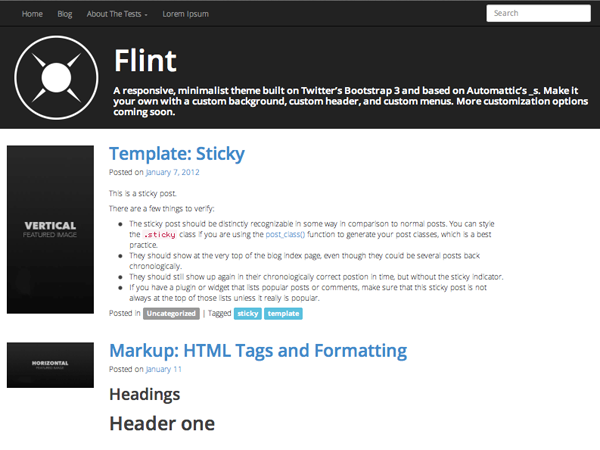 Home Blog About The Tests Lorem Ipsum Search
Flint
A responsive, minimalist theme built on Twitter's Bootstrap 3 and based on Automattic's _s. Make it
your own with a custom background, custom header, and custom menus. More customization options
coming soon.
Template: Sticky
Posted on January 7, 2012
This is a sticky post.
There are a few things to verify:
The sticky post should be distinctly recognizable in some way in comparison to normal posts. You can style
the .sticky class if you are using the post_class() function to generate your post classes, which is a best
practice.
They should show at the very top of the blog index page, even though they could be several posts back
chronologically.
They should still show up again in their chronologically correct postion in time, but without the sticky indicator.
If you have a plugin or widget that lists popular posts or comments, make sure that this sticky post is not
always at the top of those lists unless it really is popular.
Posted in Uncategorized | Tagged sticky template
VERTICAL
FEATURED IMAGE
Markup: HTML Tags and Formatting
Posted on January 11
HORIZONTAL
FEATURED IMAGE
Headings
Header one